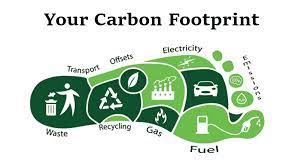 Your Carbon Footprint
Transport
Offsets
Electricity
Emissions
Waste
Recycling
Gas
Fuel